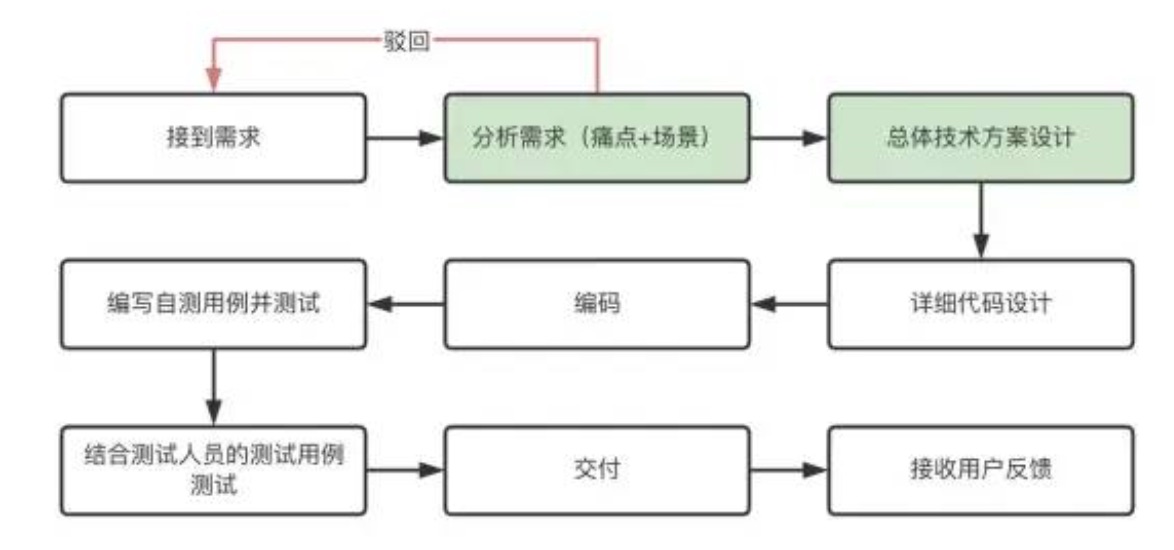 驳回
接到需求
分析需求（痛点+场景）
总体技术方案设计
编写自测用例并测试
编码
详细代码设计
结合测试人员的测试用例
测试
交付
接收用户反馈